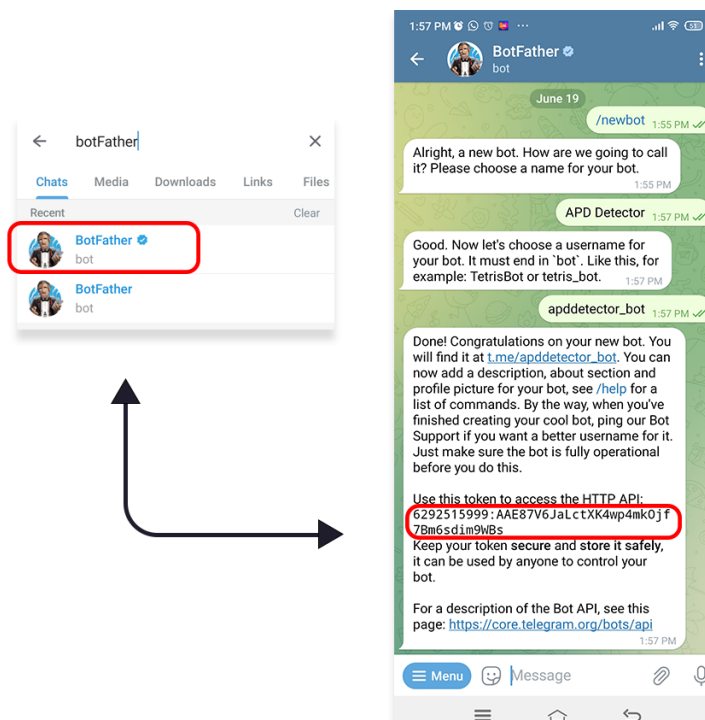 botFather
Chats Media Downloads Links Files
Recent Clear
BotFather
bot
BotFather
bot
1:57 PM
BotFather
bot
June 19
/newbot 1:55 PM
Alright, a new bot. How are we going to call
it? Please choose a name for your bot.
1:55 PM
APD Detector 1:57 PM
Good. Now let's choose a username for
your bot. It must end in `bot`. Like this, for
example: TetrisBot or tetris_bot. 1:57 PM
apddetector_bot 1:57 PM
Done! Congratulations on your new bot. You
will find it at t.me/apddetector_bot. You can
now add a description, about section and
profile picture for your bot, see /help for a
list of commands. By the way, when you've
finished creating your cool bot, ping our Bot
Support if you want a better username for it.
Just make sure the bot is fully operational
before you do this.
Use this token to access the HTTP API:
6292515999:AAE87V6JaLctXK4wp4mkOjf
7Bm6sdim9WBs
Keep your token secure and store it safely,
it can be used by anyone to control your
bot.
For a description of the Bot API, see this
page: https://core.telegram.org/bots/api
1:57 PM
Menu Message